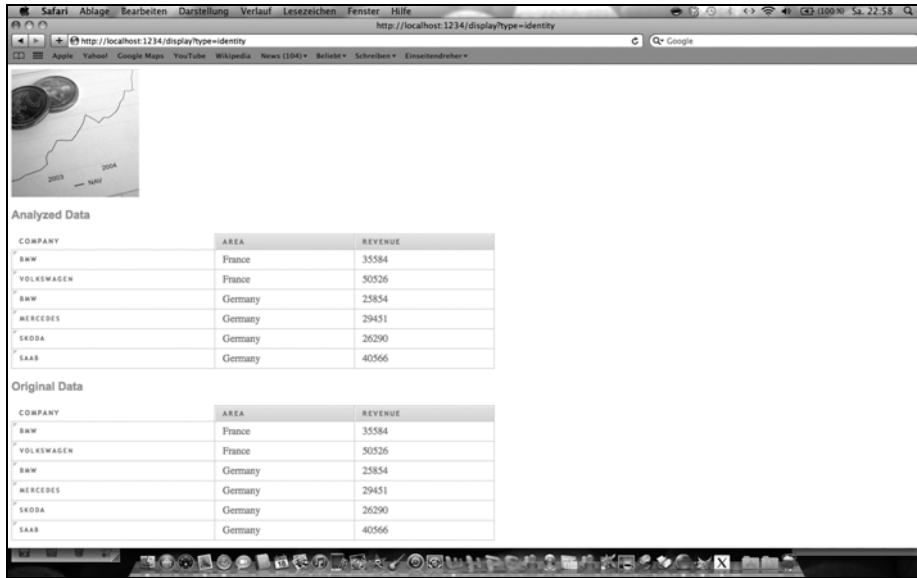 Safari Ablage Bearbeiten Darstellung Verlauf Lesezeichen Fenster Hilfe (100 %) Sa. 22:58
http://localhost:1234/display?type=identity
http://localhost:1234/display?type=identity Google
Apple Yahoo! Google Maps YouTube Wikipedia News (104) Beliebt Schreiben Einseitendreher
2003 2004
NAV
Analyzed Data
COMPANY AREA REVENUE
BMW France 35584
VOLKSWAGEN France 50526
BMW Germany 25854
MERCEDES Germany 29451
SKODA Germany 26290
SAAB Germany 40566
Original Data
COMPANY AREA REVENUE
BMW France 35584
VOLKSWAGEN France 50526
BMW Germany 25854
MERCEDES Germany 29451
SKODA Germany 26290
SAAB Germany 40566